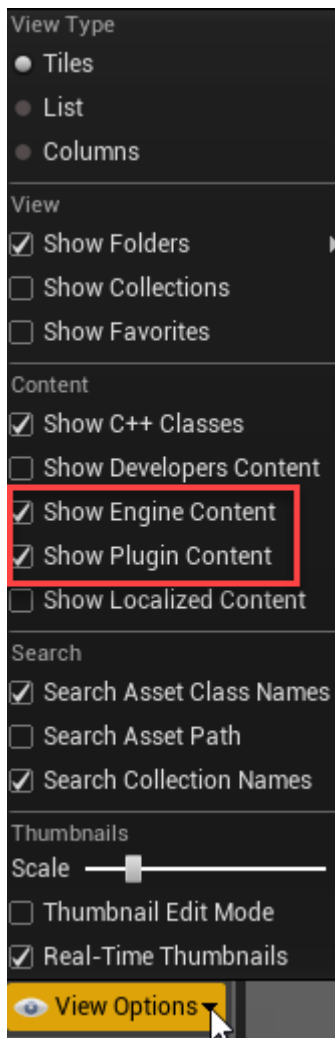 View Type
Tiles
List
Columns
View
Show Folders
Show Collections
Show Favorites
Content
Show C++ Classes
Show Developers Content
Show Engine Content
Show Plugin Content
Show Localized Content
Search
Search Asset Class Names
Search Asset Path
Search Collection Names
Thumbnails
Scale
Thumbnail Edit Mode
Real-Time Thumbnails
View Options